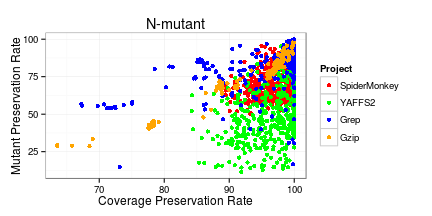 N-mutant
Mutant Preservation Rate
100
75
50
25
70
80
90
100
Coverage Preservation Rate
Project
SpiderMonkey
YAFFS2
Grep
Gzip